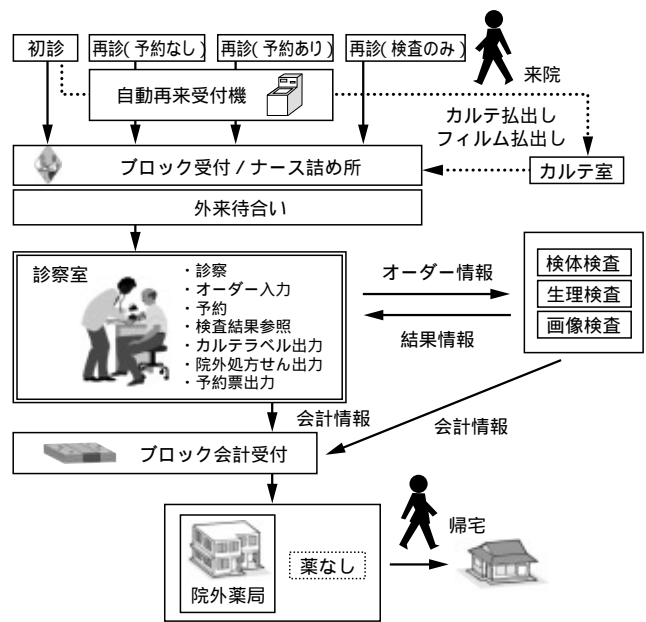 初診
再診(予約なし)
再診(予約あり)
再診(検査のみ)
来院
自動再来受付機
カルテ払出し
フィルム払出し
ブロック受付/ナース詰め所
カルテ室
外来待合い
診察室
・診察
・オーダー入力
・予約
・検査結果参照
・カルテラベル出力
・院外処方せん出力
・予約票出力
オーダー情報
結果情報
検体検査
生理検査
画像検査
会計情報
会計情報
ブロック会計受付
院外薬局
薬なし
帰宅